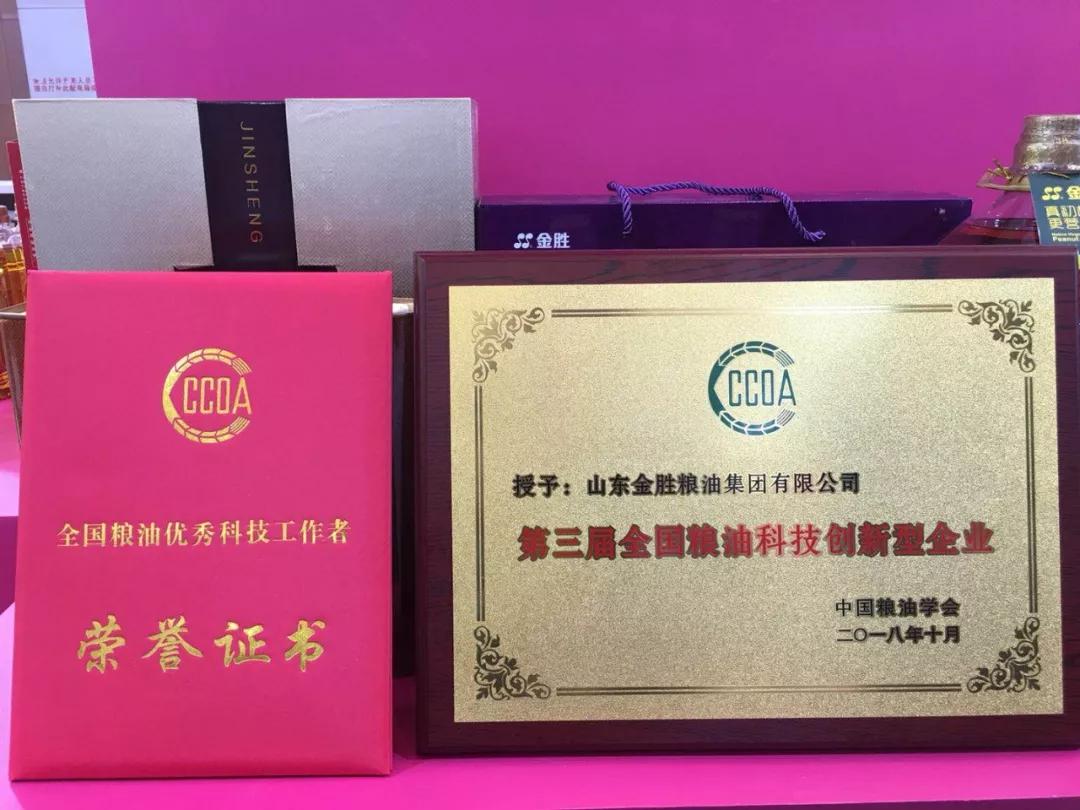 JINSHENG
金胜
金
CCOA
全国粮油优秀科技工作者
荣誉证书
CCOA
授予：山东金胜粮油集团有限公司
第三届全国粮油科技创新型企业
中国粮油学会
二〇一八年十月